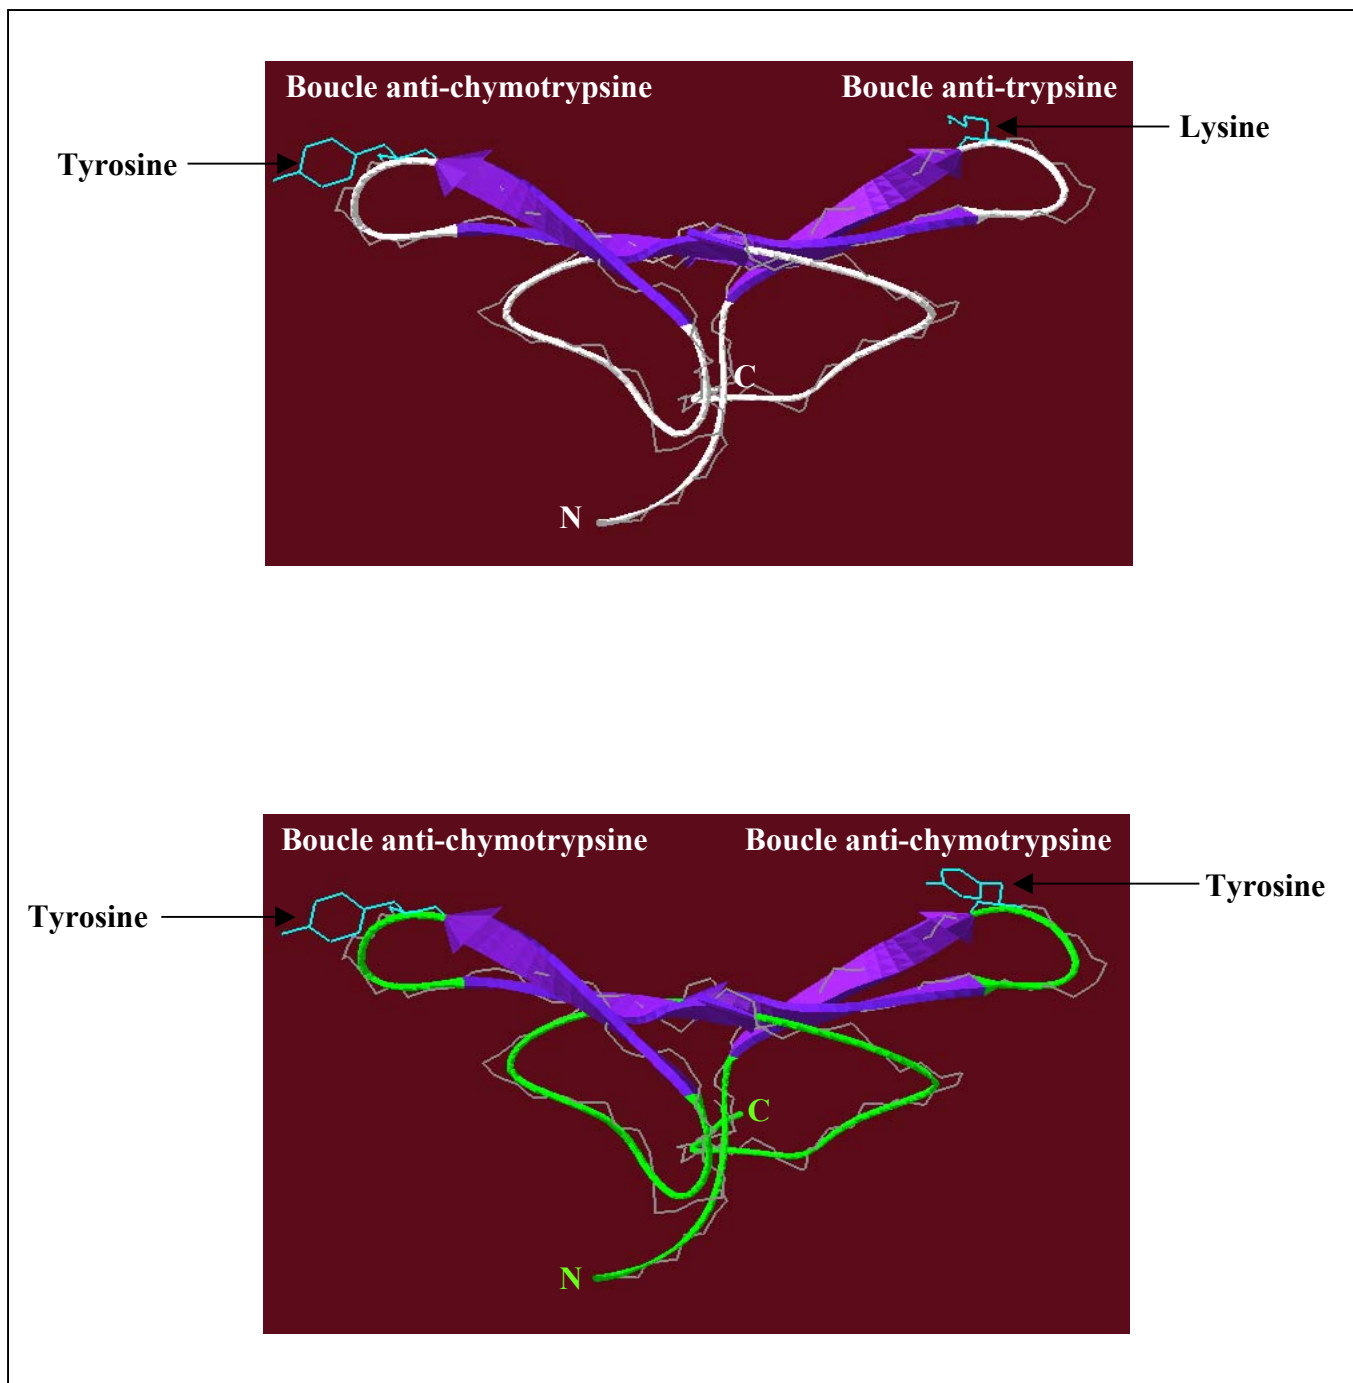 Boucle anti-chymotrypsine
Boucle anti-trypsine
Lysine
Tyrosine
C
N
Boucle anti-chymotrypsine
Boucle anti-chymotrypsine
Tyrosine
Tyrosine
C
N